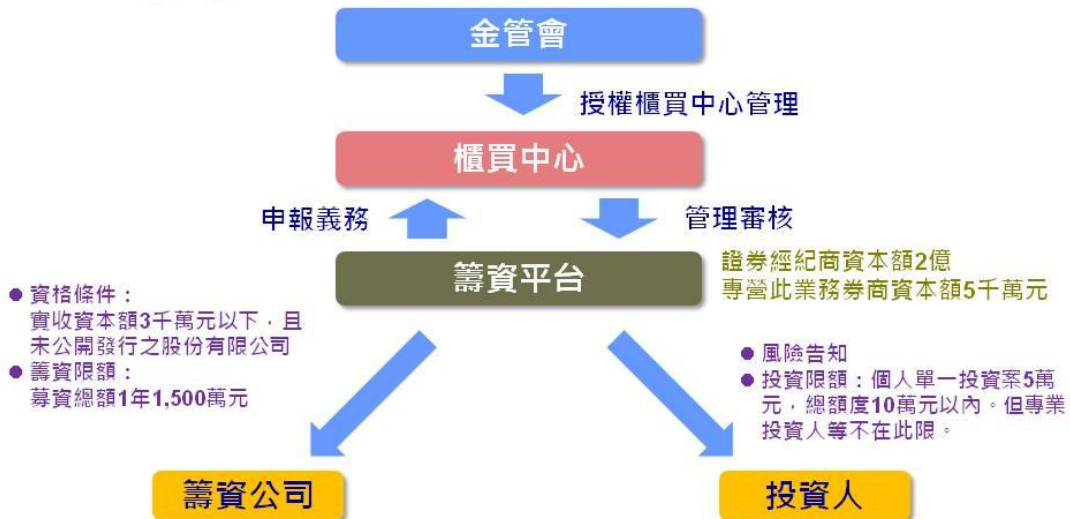 金管會
授權櫃買中心管理
櫃買中心
申報義務
管理審核
籌資平台
證券經紀商資本額2億
專營此業務券商資本額5千萬元
● 資格條件：
實收資本額3千萬元以下，且
未公開發行之股份有限公司
● 籌資限額：
募資總額1年1,500萬元
● 風險告知
● 投資限額：個人單一投資案5萬
元，總額度10萬元以內。但專業
投資人等不在此限。
籌資公司
投資人